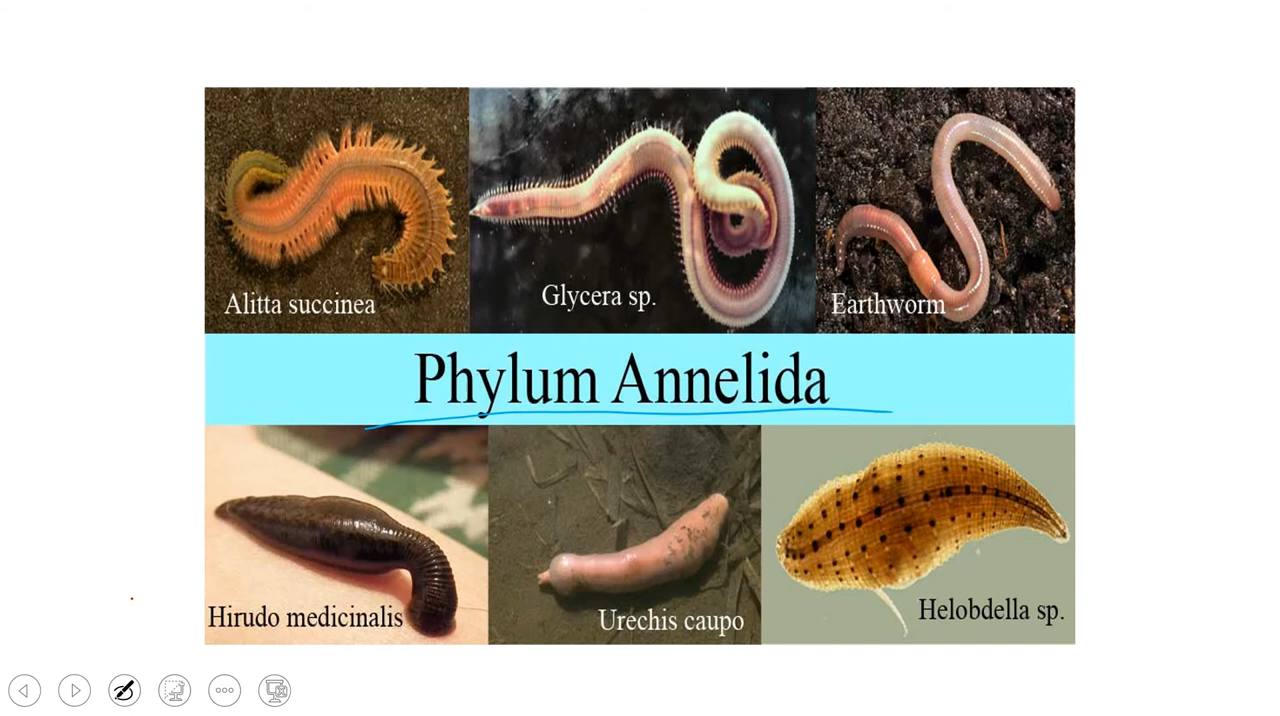 Alitta succinea
Glycera sp.
Earthworm
Phylum Annelida
Hirudo medicinalis
Urechis caupo
Helobdella sp.